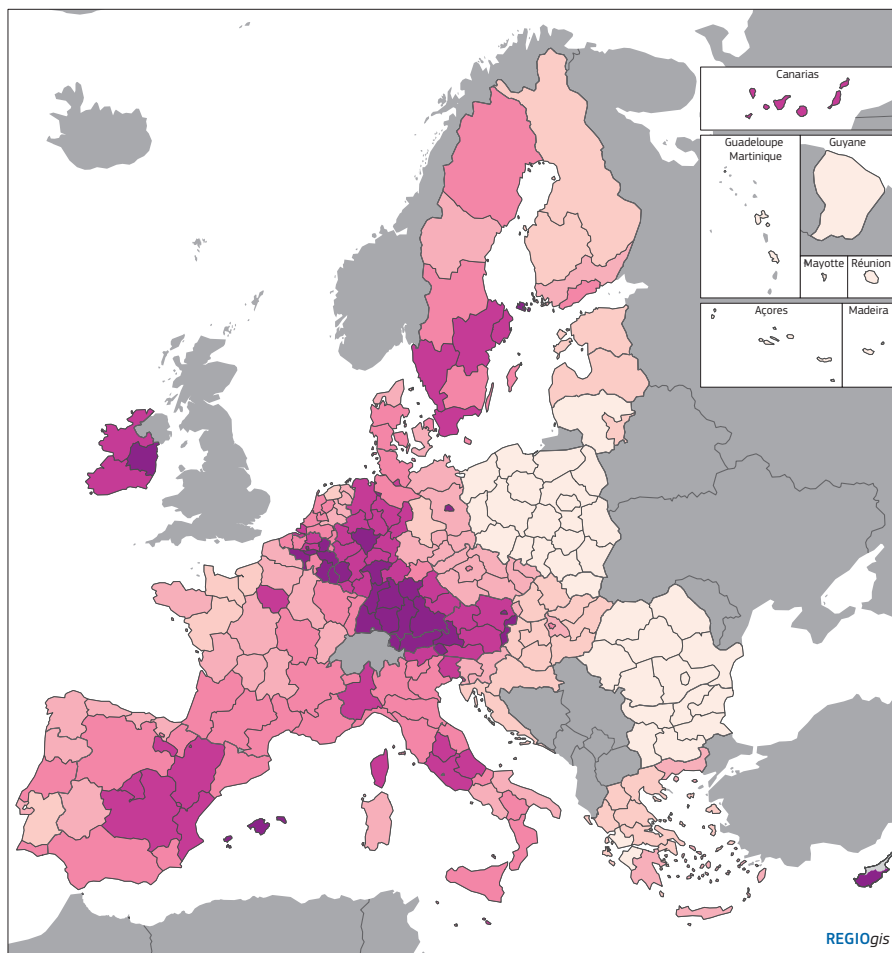 Canarias
Guadeloupe
Martinique
Guyane
Mayotte
Réunion
Açores
Madeira
REGIOgis